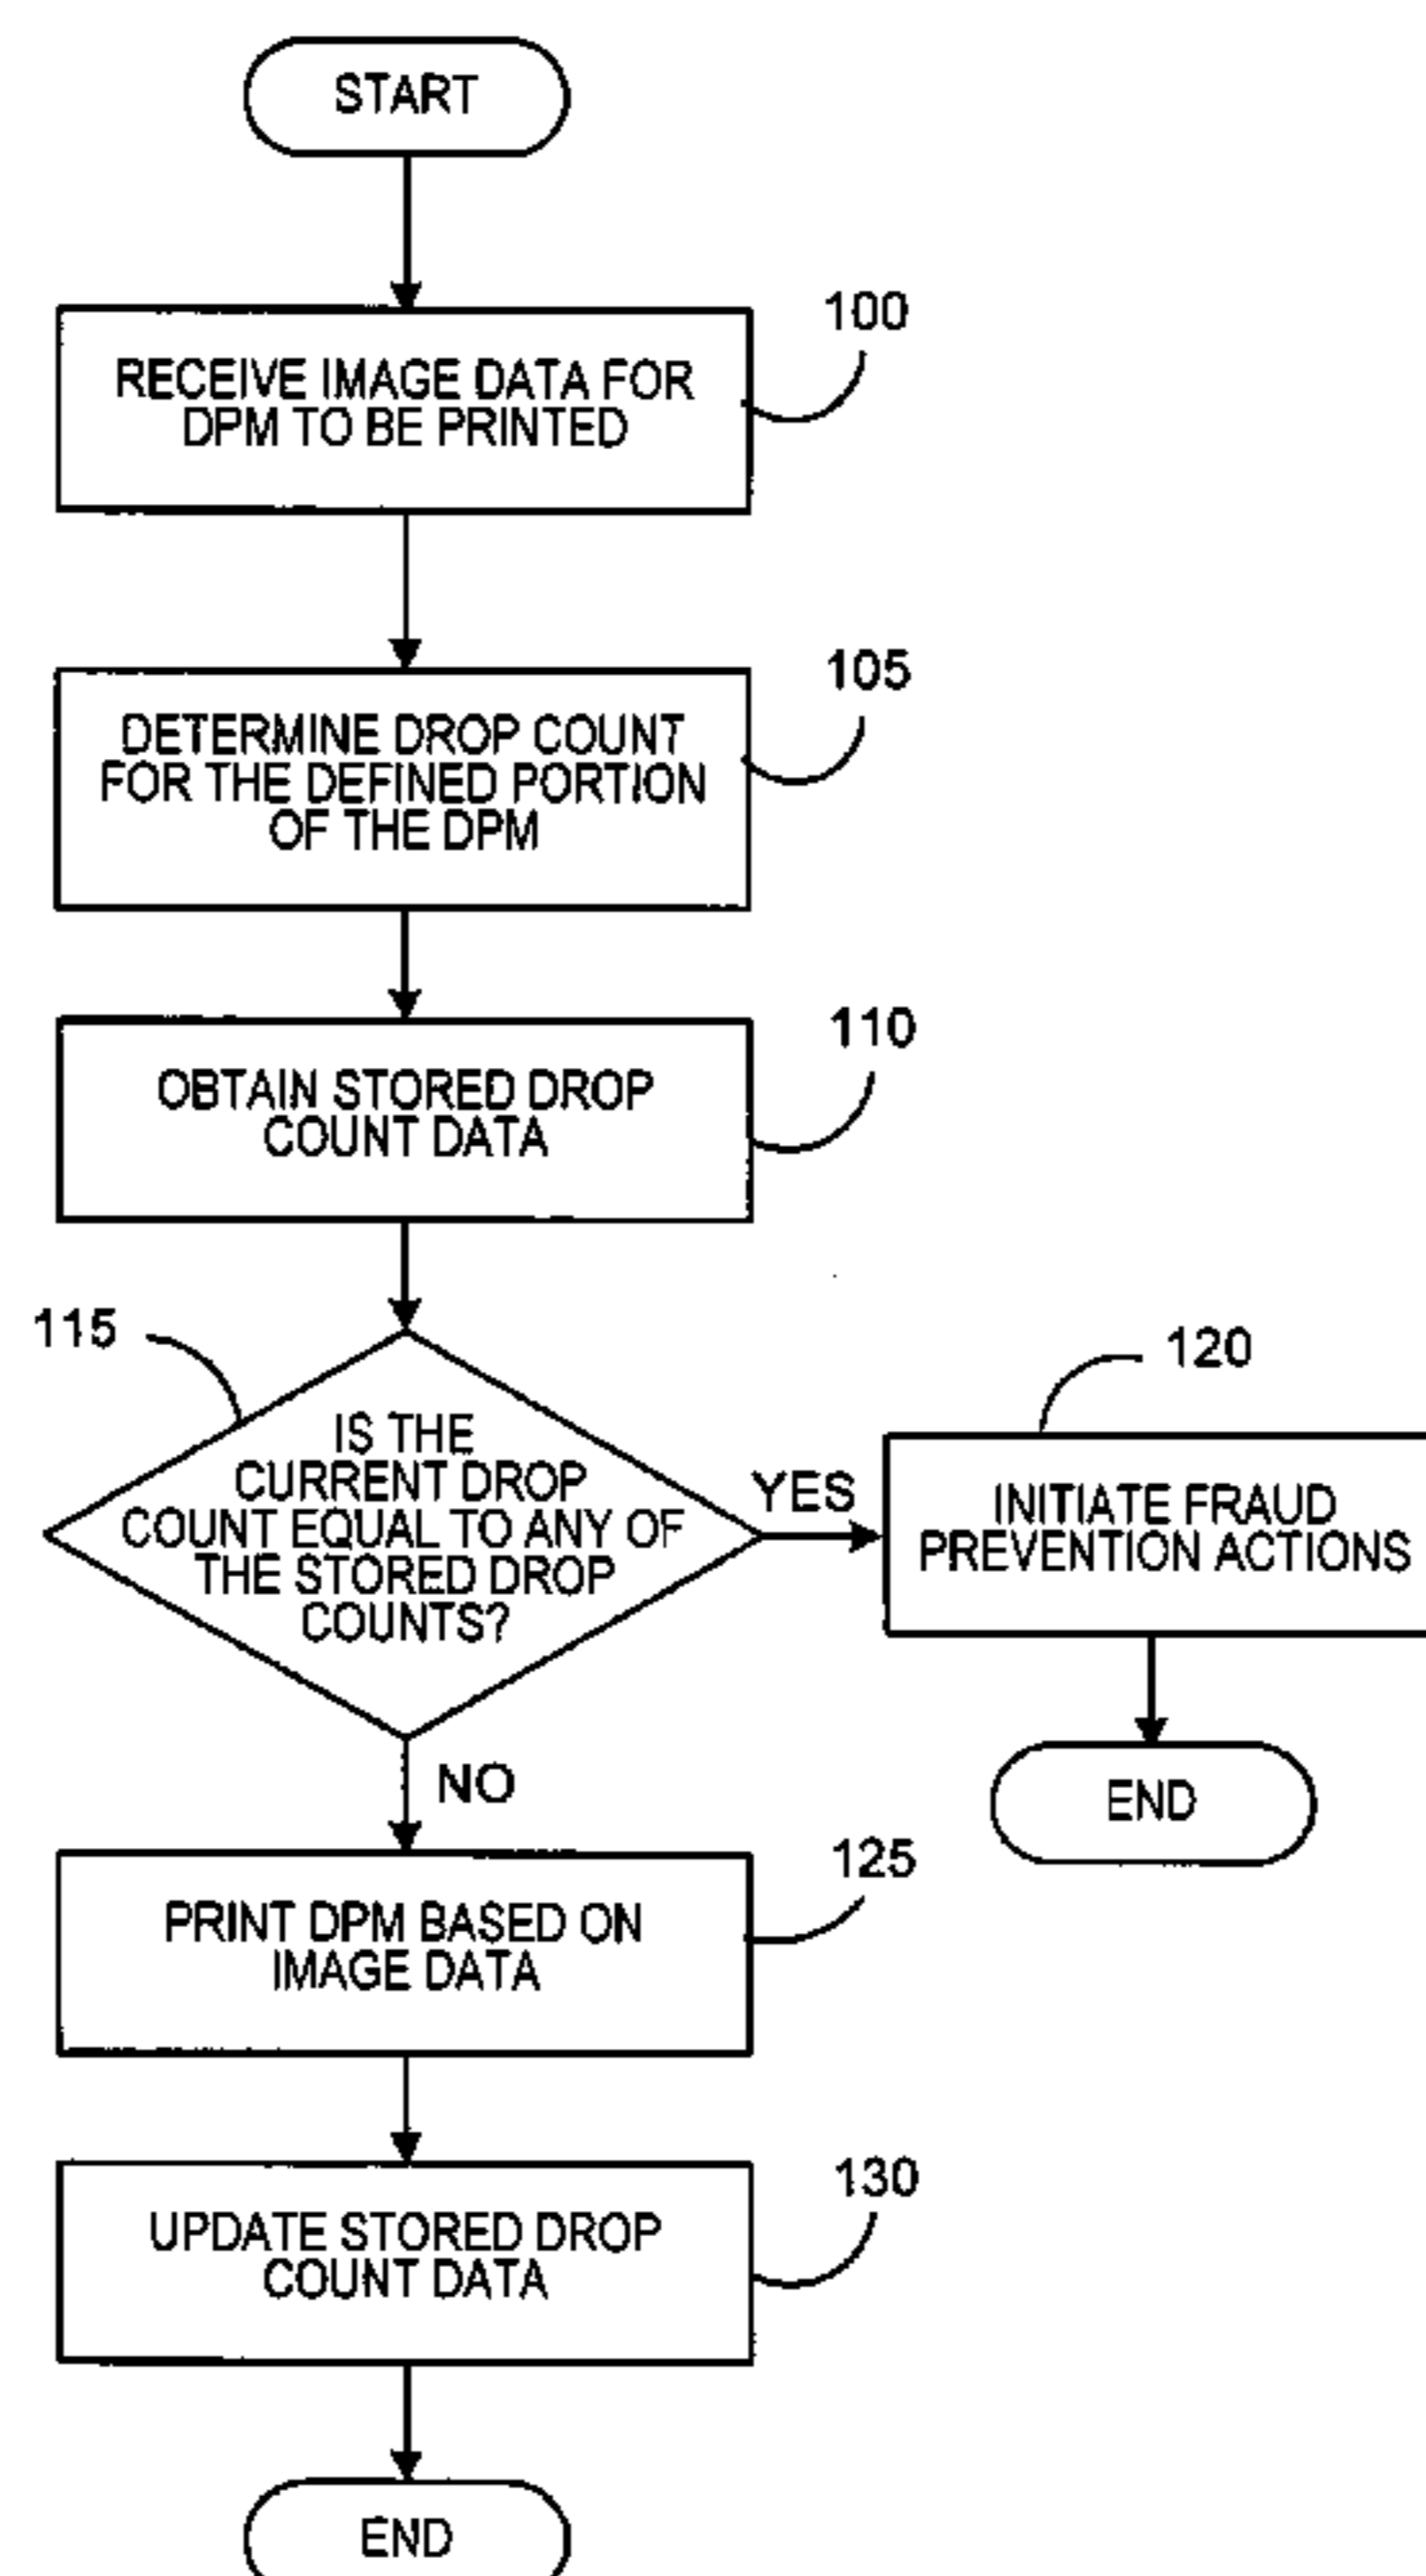 START
100
RECEIVE IMAGE DATA FOR
DPM TO BE PRINTED
105
DETERMINE DROP COUNT
FOR THE DEFINED PORTION
OF THE DPM
110
OBTAIN STORED DROP
COUNT DATA
115
IS THE
CURRENT DROP
COUNT EQUAL TO ANY OF
THE STORED DROP
COUNTS?
YES
120
INITIATE FRAUD
PREVENTION ACTIONS
END
NO
125
PRINT DPM BASED ON
IMAGE DATA
130
UPDATE STORED DROP
COUNT DATA
END